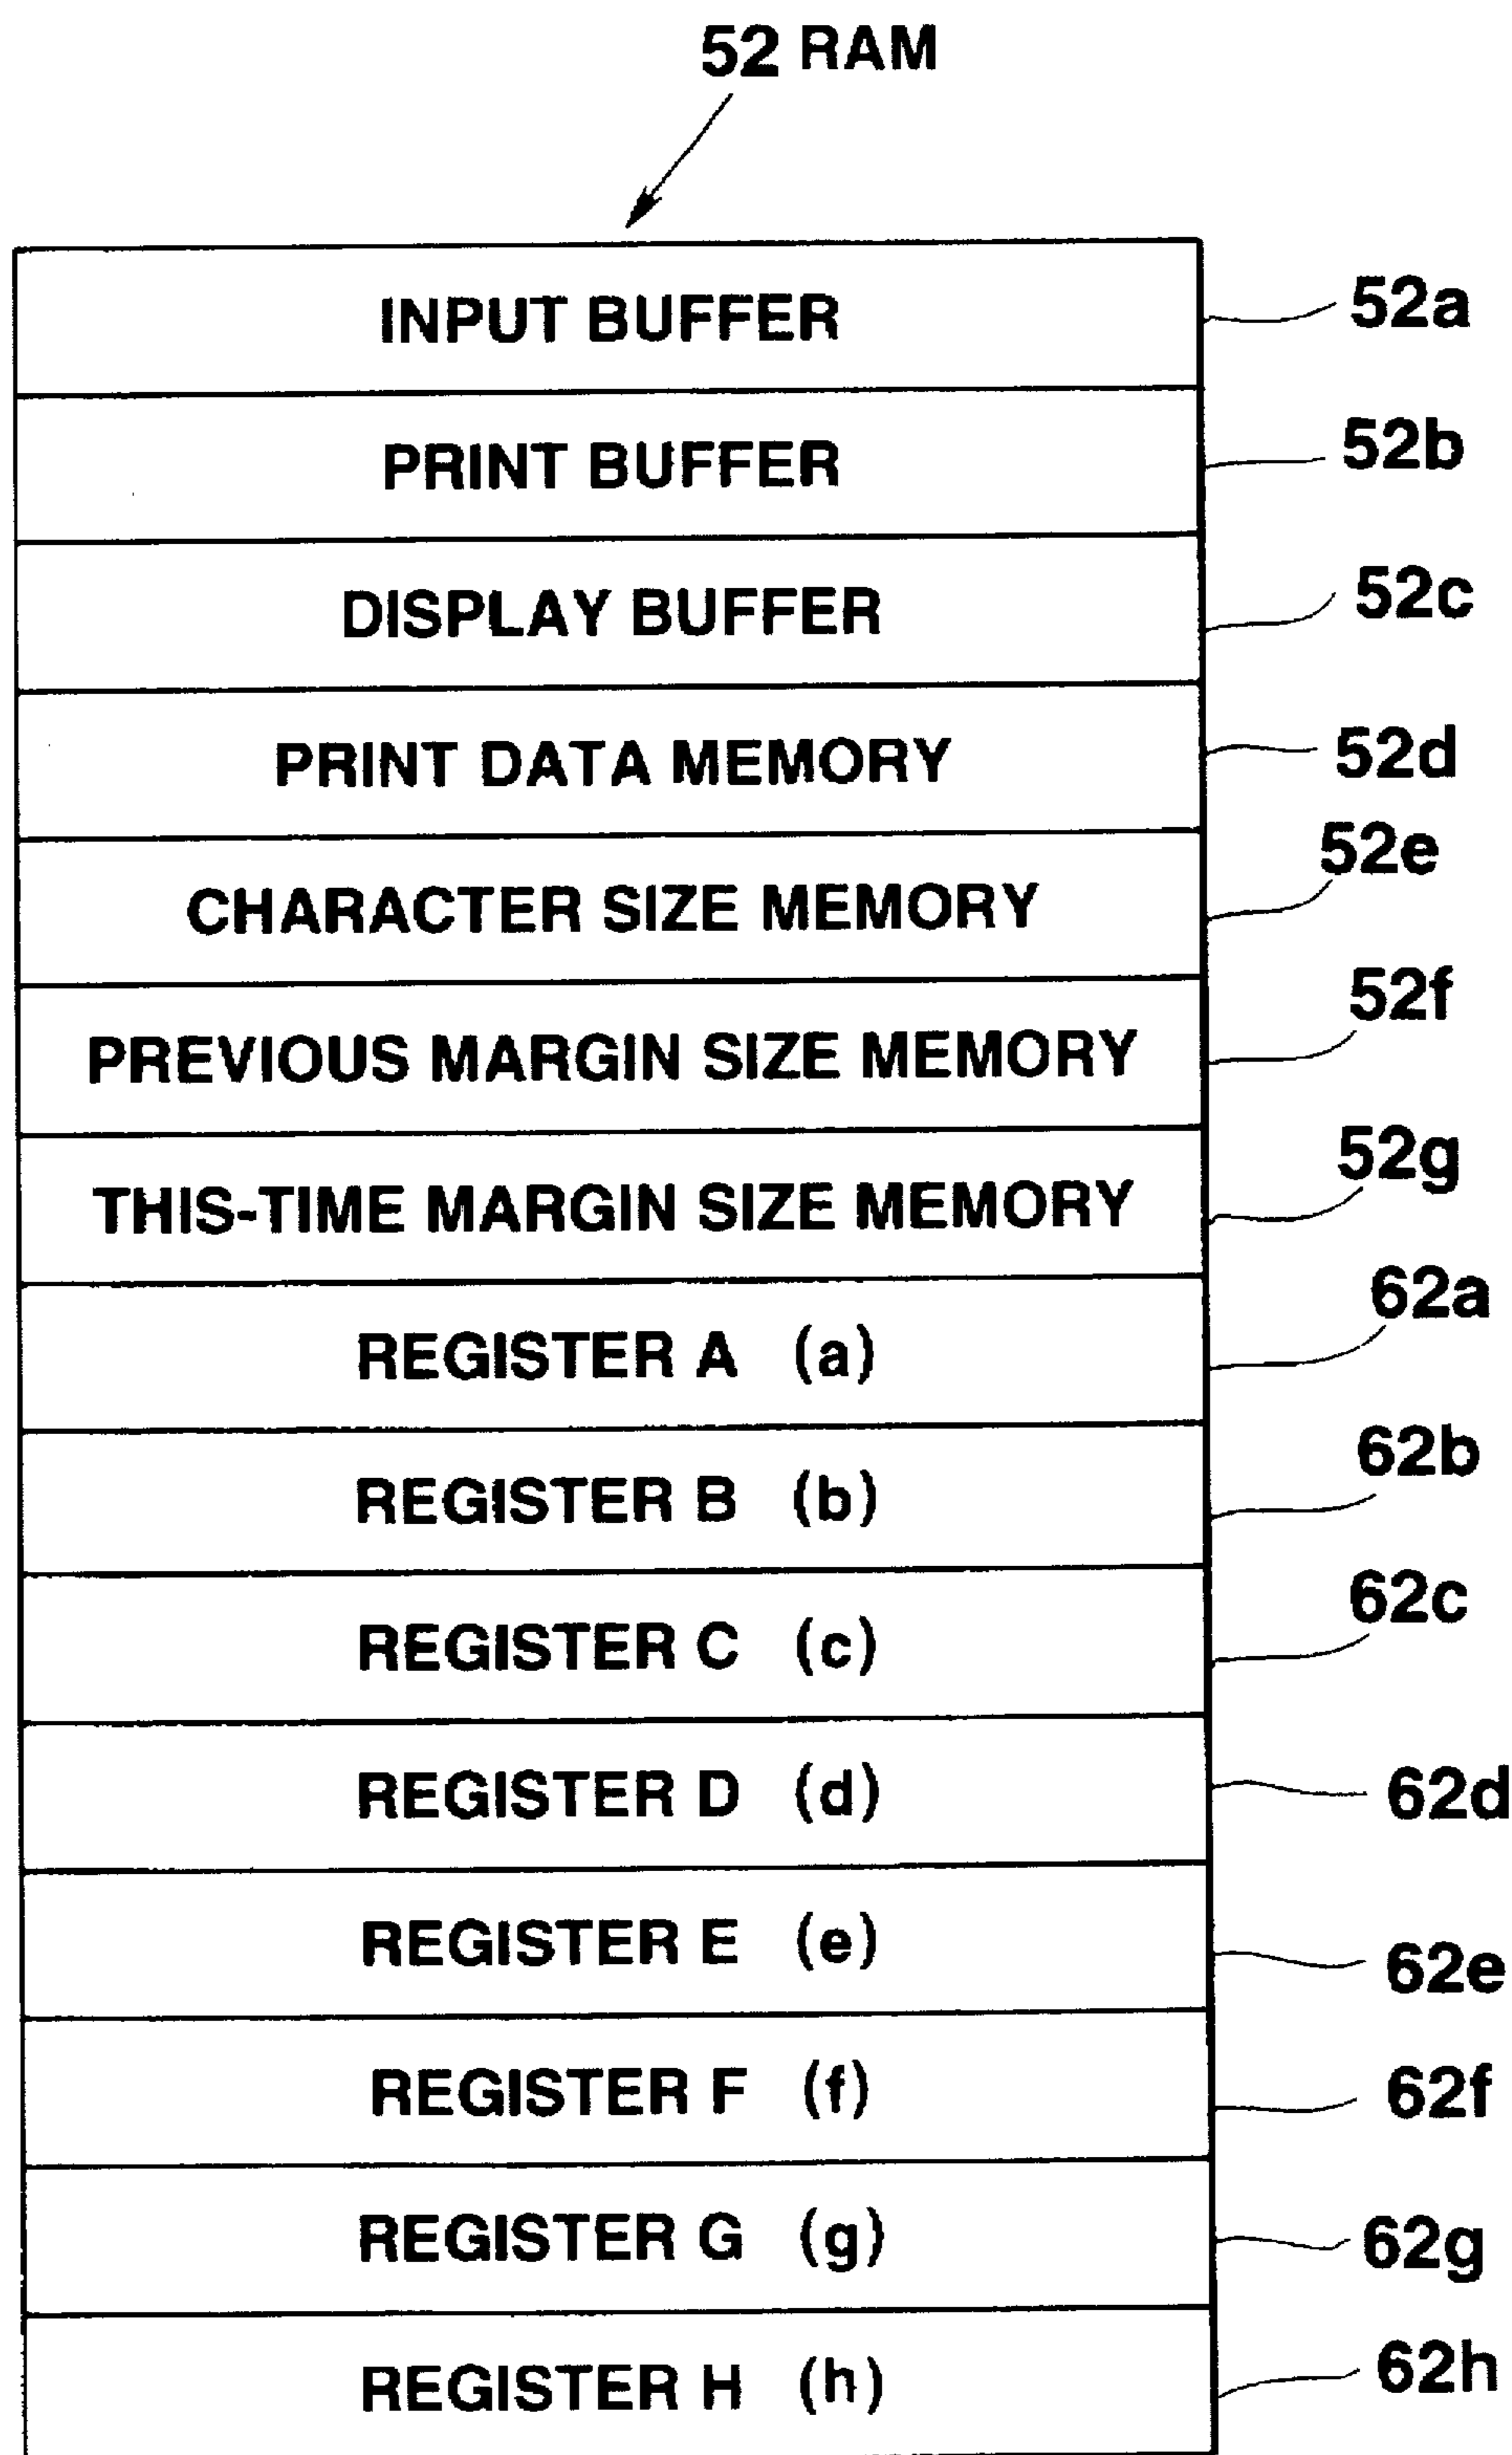 52 RAM
INPUT BUFFER 52a
PRINT BUFFER 52b
DISPLAY BUFFER 52c
PRINT DATA MEMORY 52d
CHARACTER SIZE MEMORY 52e
PREVIOUS MARGIN SIZE MEMORY 52f
THIS-TIME MARGIN SIZE MEMORY 52g
REGISTER A (a) 62a
REGISTER B (b) 62b
REGISTER C (c) 62c
REGISTER D (d) 62d
REGISTER E (e) 62e
REGISTER F (f) 62f
REGISTER G (g) 62g
REGISTER H (h) 62h